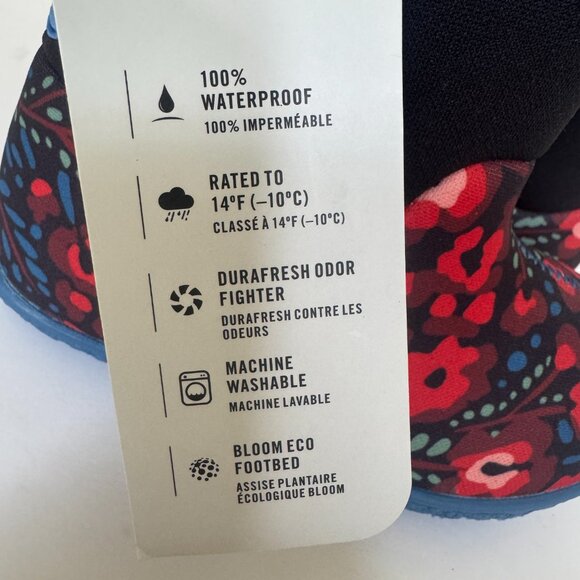 100%
WATERPROOF
100% IMPERMÉABLE
RATED TO
14°F (–10°C)
CLASSÉ À 14°F (–10°C)
DURAFRESH ODOR
FIGHTER
DURAFRESH CONTRE LES
ODEURS
MACHINE
WASHABLE
MACHINE LAVABLE
BLOOM ECO
FOOTBED
ASSISE PLANTAIRE
ÉCOLOGIQUE BLOOM